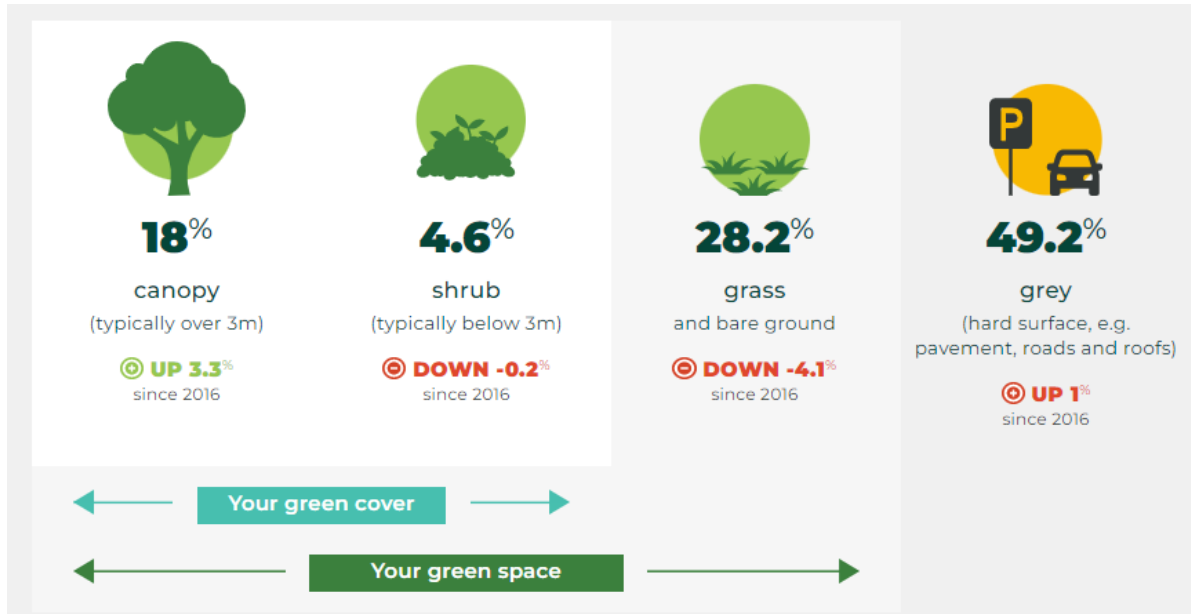 P
18%
canopy
(typically over 3m)
UP 3.3%
since 2016
4.6%
shrub
(typically below 3m)
DOWN -0.2%
since 2016
28.2%
grass
and bare ground
DOWN -4.1%
since 2016
49.2%
grey
(hard surface, e.g.
pavement, roads and roofs)
UP 1%
since 2016
Your green cover
Your green space